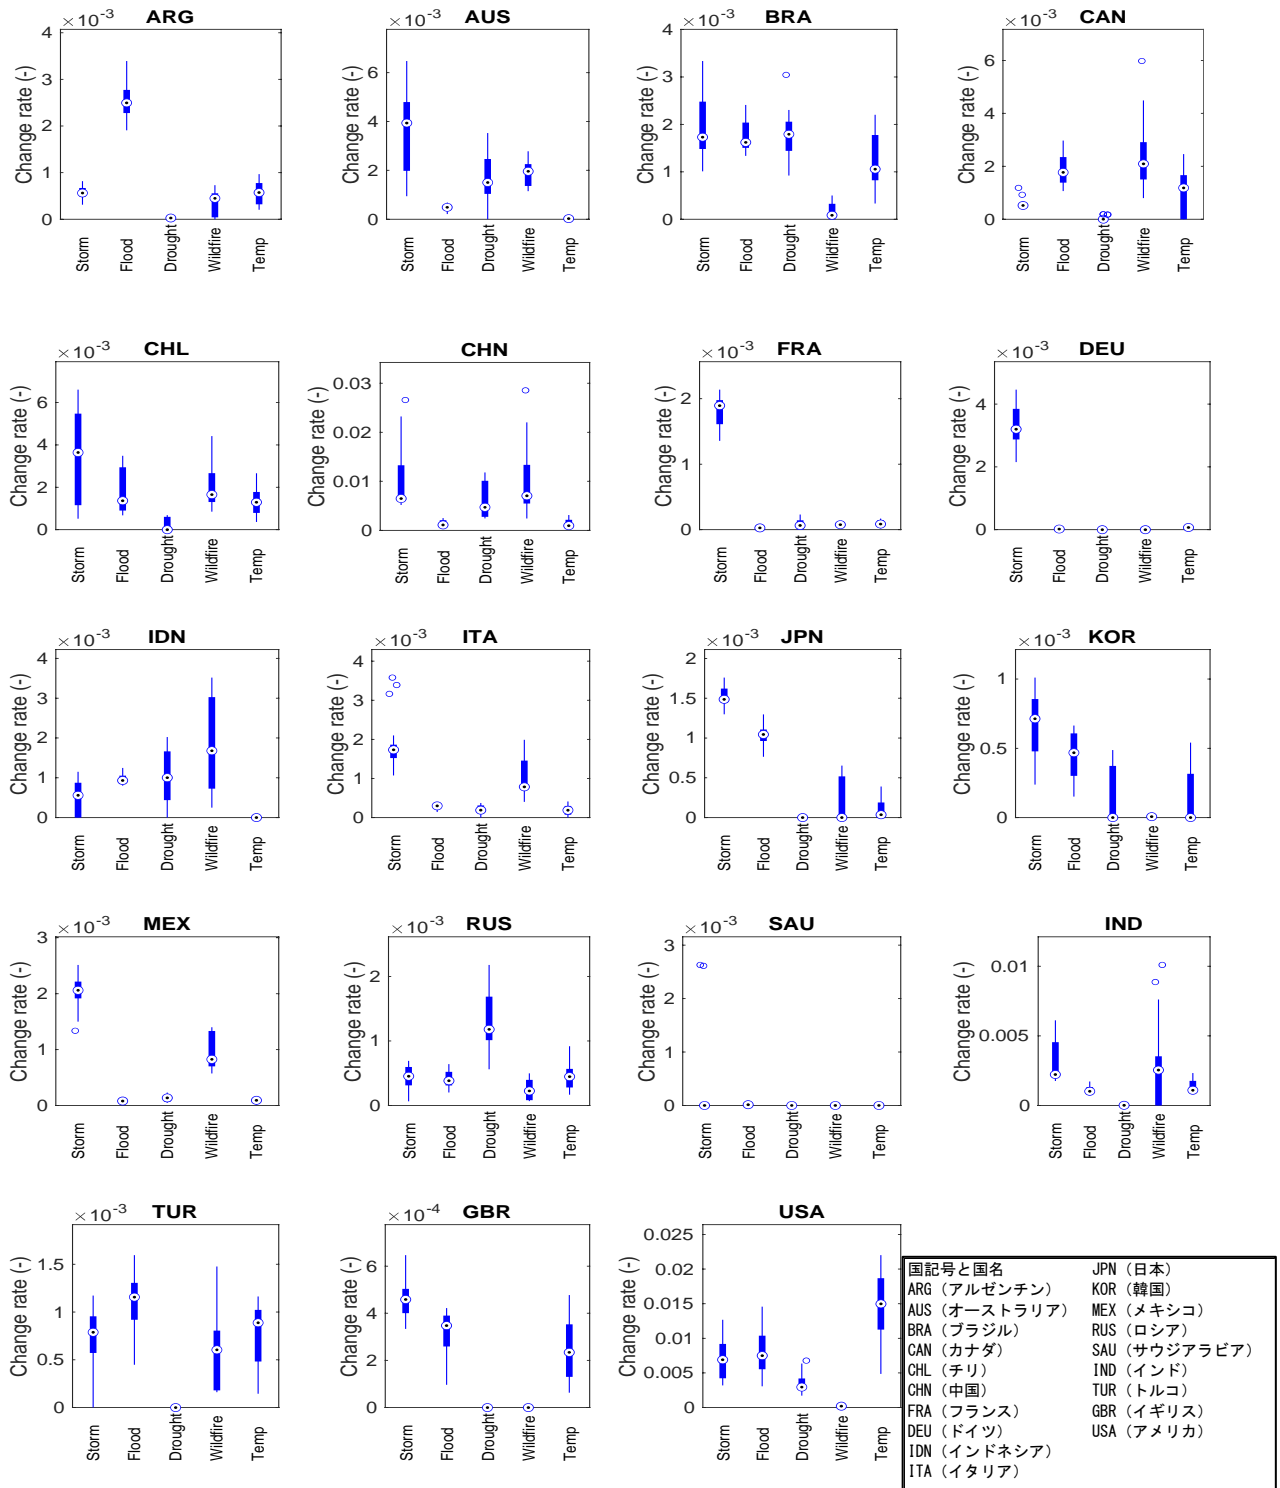 ARG
×10-3
Change rate (-)
4
3
2
1
0
Storm
Flood
Drought
Wildfire
Temp
AUS
×10-3
Change rate (-)
6
4
2
0
Storm
Flood
Drought
Wildfire
Temp
BRA
×10-3
Change rate (-)
4
3
2
1
0
Storm
Flood
Drought
Wildfire
Temp
CAN
×10-3
Change rate (-)
6
4
2
0
Storm
Flood
Drought
Wildfire
Temp
CHL
×10-3
Change rate (-)
6
4
2
0
Storm
Flood
Drought
Wildfire
Temp
CHN
Change rate (-)
0.03
0.02
0.01
0
Storm
Flood
Drought
Wildfire
Temp
FRA
×10-3
Change rate (-)
2
1
0
Storm
Flood
Drought
Wildfire
Temp
DEU
×10-3
Change rate (-)
4
2
0
Storm
Flood
Drought
Wildfire
Temp
IDN
×10-3
Change rate (-)
4
3
2
1
0
Storm
Flood
Drought
Wildfire
Temp
ITA
×10-3
Change rate (-)
4
3
2
1
0
Storm
Flood
Drought
Wildfire
Temp
JPN
×10-3
Change rate (-)
2
1.5
1
0.5
0
Storm
Flood
Drought
Wildfire
Temp
KOR
×10-3
Change rate (-)
1
0.5
0
Storm
Flood
Drought
Wildfire
Temp
MEX
×10-3
Change rate (-)
3
2
1
0
Storm
Flood
Drought
Wildfire
Temp
RUS
×10-3
Change rate (-)
2
1
0
Storm
Flood
Drought
Wildfire
Temp
SAU
×10-3
Change rate (-)
3
2
1
0
Storm
Flood
Drought
Wildfire
Temp
IND
Change rate (-)
0.01
0.005
0
Storm
Flood
Drought
Wildfire
Temp
TUR
×10-3
Change rate (-)
1.5
1
0.5
0
Storm
Flood
Drought
Wildfire
Temp
GBR
×10-4
Change rate (-)
6
4
2
0
Storm
Flood
Drought
Wildfire
Temp
USA
Change rate (-)
0.025
0.02
0.015
0.01
0.005
0
Storm
Flood
Drought
Wildfire
Temp
国記号と国名
ARG（アルゼンチン）
AUS（オーストラリア）
BRA（ブラジル）
CAN（カナダ）
CHL（チリ）
CHN（中国）
FRA（フランス）
DEU（ドイツ）
IDN（インドネシア）
ITA（イタリア）
JPN（日本）
KOR（韓国）
MEX（メキシコ）
RUS（ロシア）
SAU（サウジアラビア）
IND（インド）
TUR（トルコ）
GBR（イギリス）
USA（アメリカ）